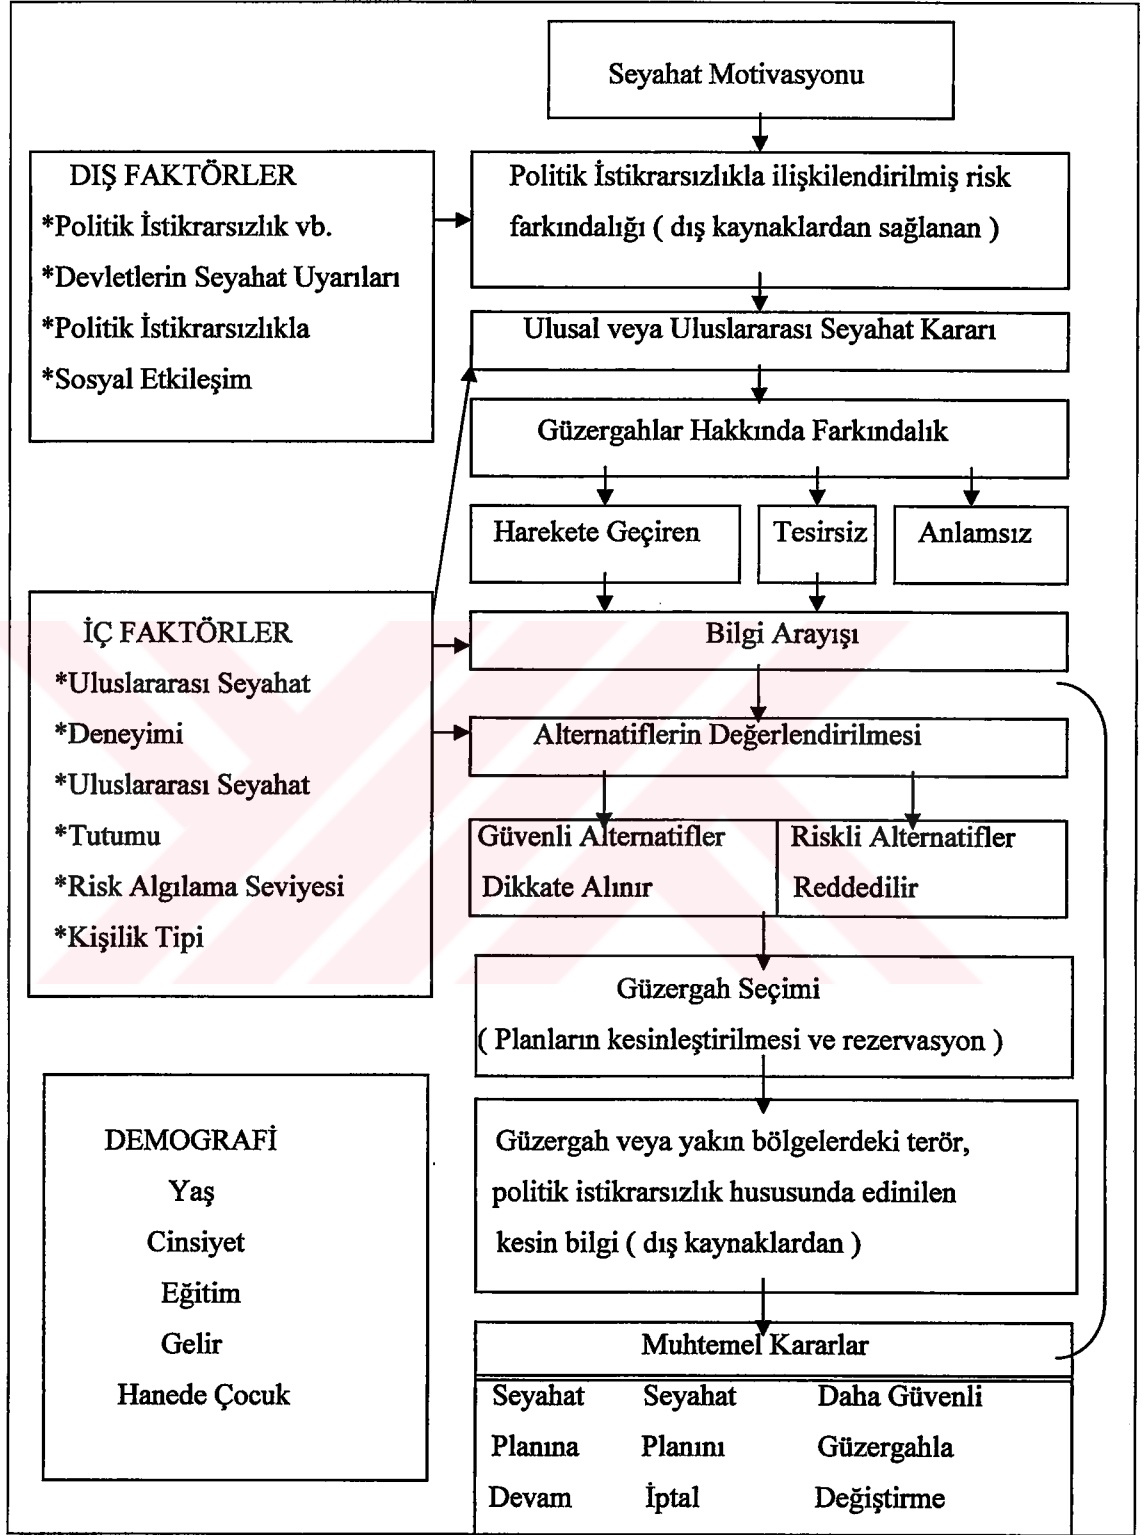 Seyahat Motivasyonu
DIŞ FAKTÖRLER
*Politik İstikrarsızlık vb.
*Devletlerin Seyahat Uyarıları
*Politik İstikrarsızlıkla
*Sosyal Etkileşim
Politik İstikrarsızlıkla ilişkilendirilmiş risk
farkındalığı ( dış kaynaklardan sağlanan )
Ulusal veya Uluslararası Seyahat Kararı
Güzergahlar Hakkında Farkındalık
Harekete Geçiren
Tesirsiz
Anlamsız
İÇ FAKTÖRLER
*Uluslararası Seyahat
*Deneyimi
*Uluslararası Seyahat
*Tutumu
*Risk Algılama Seviyesi
*Kişilik Tipi
Bilgi Arayışı
Alternatiflerin Değerlendirilmesi
Güvenli Alternatifler
Dikkate Alınır
Riskli Alternatifler
Reddedilir
Güzergah Seçimi
( Planların kesinleştirilmesi ve rezervasyon )
DEMOGRAFİ
Yaş
Cinsiyet
Eğitim
Gelir
Hanede Çocuk
Güzergah veya yakın bölgelerdeki terör,
politik istikrarsızlık hususunda edinilen
kesin bilgi ( dış kaynaklardan )
Muhtemel Kararlar
Seyahat
Planına
Devam
Seyahat
Planını
İptal
Daha Güvenli
Güzergahla
Değiştirme